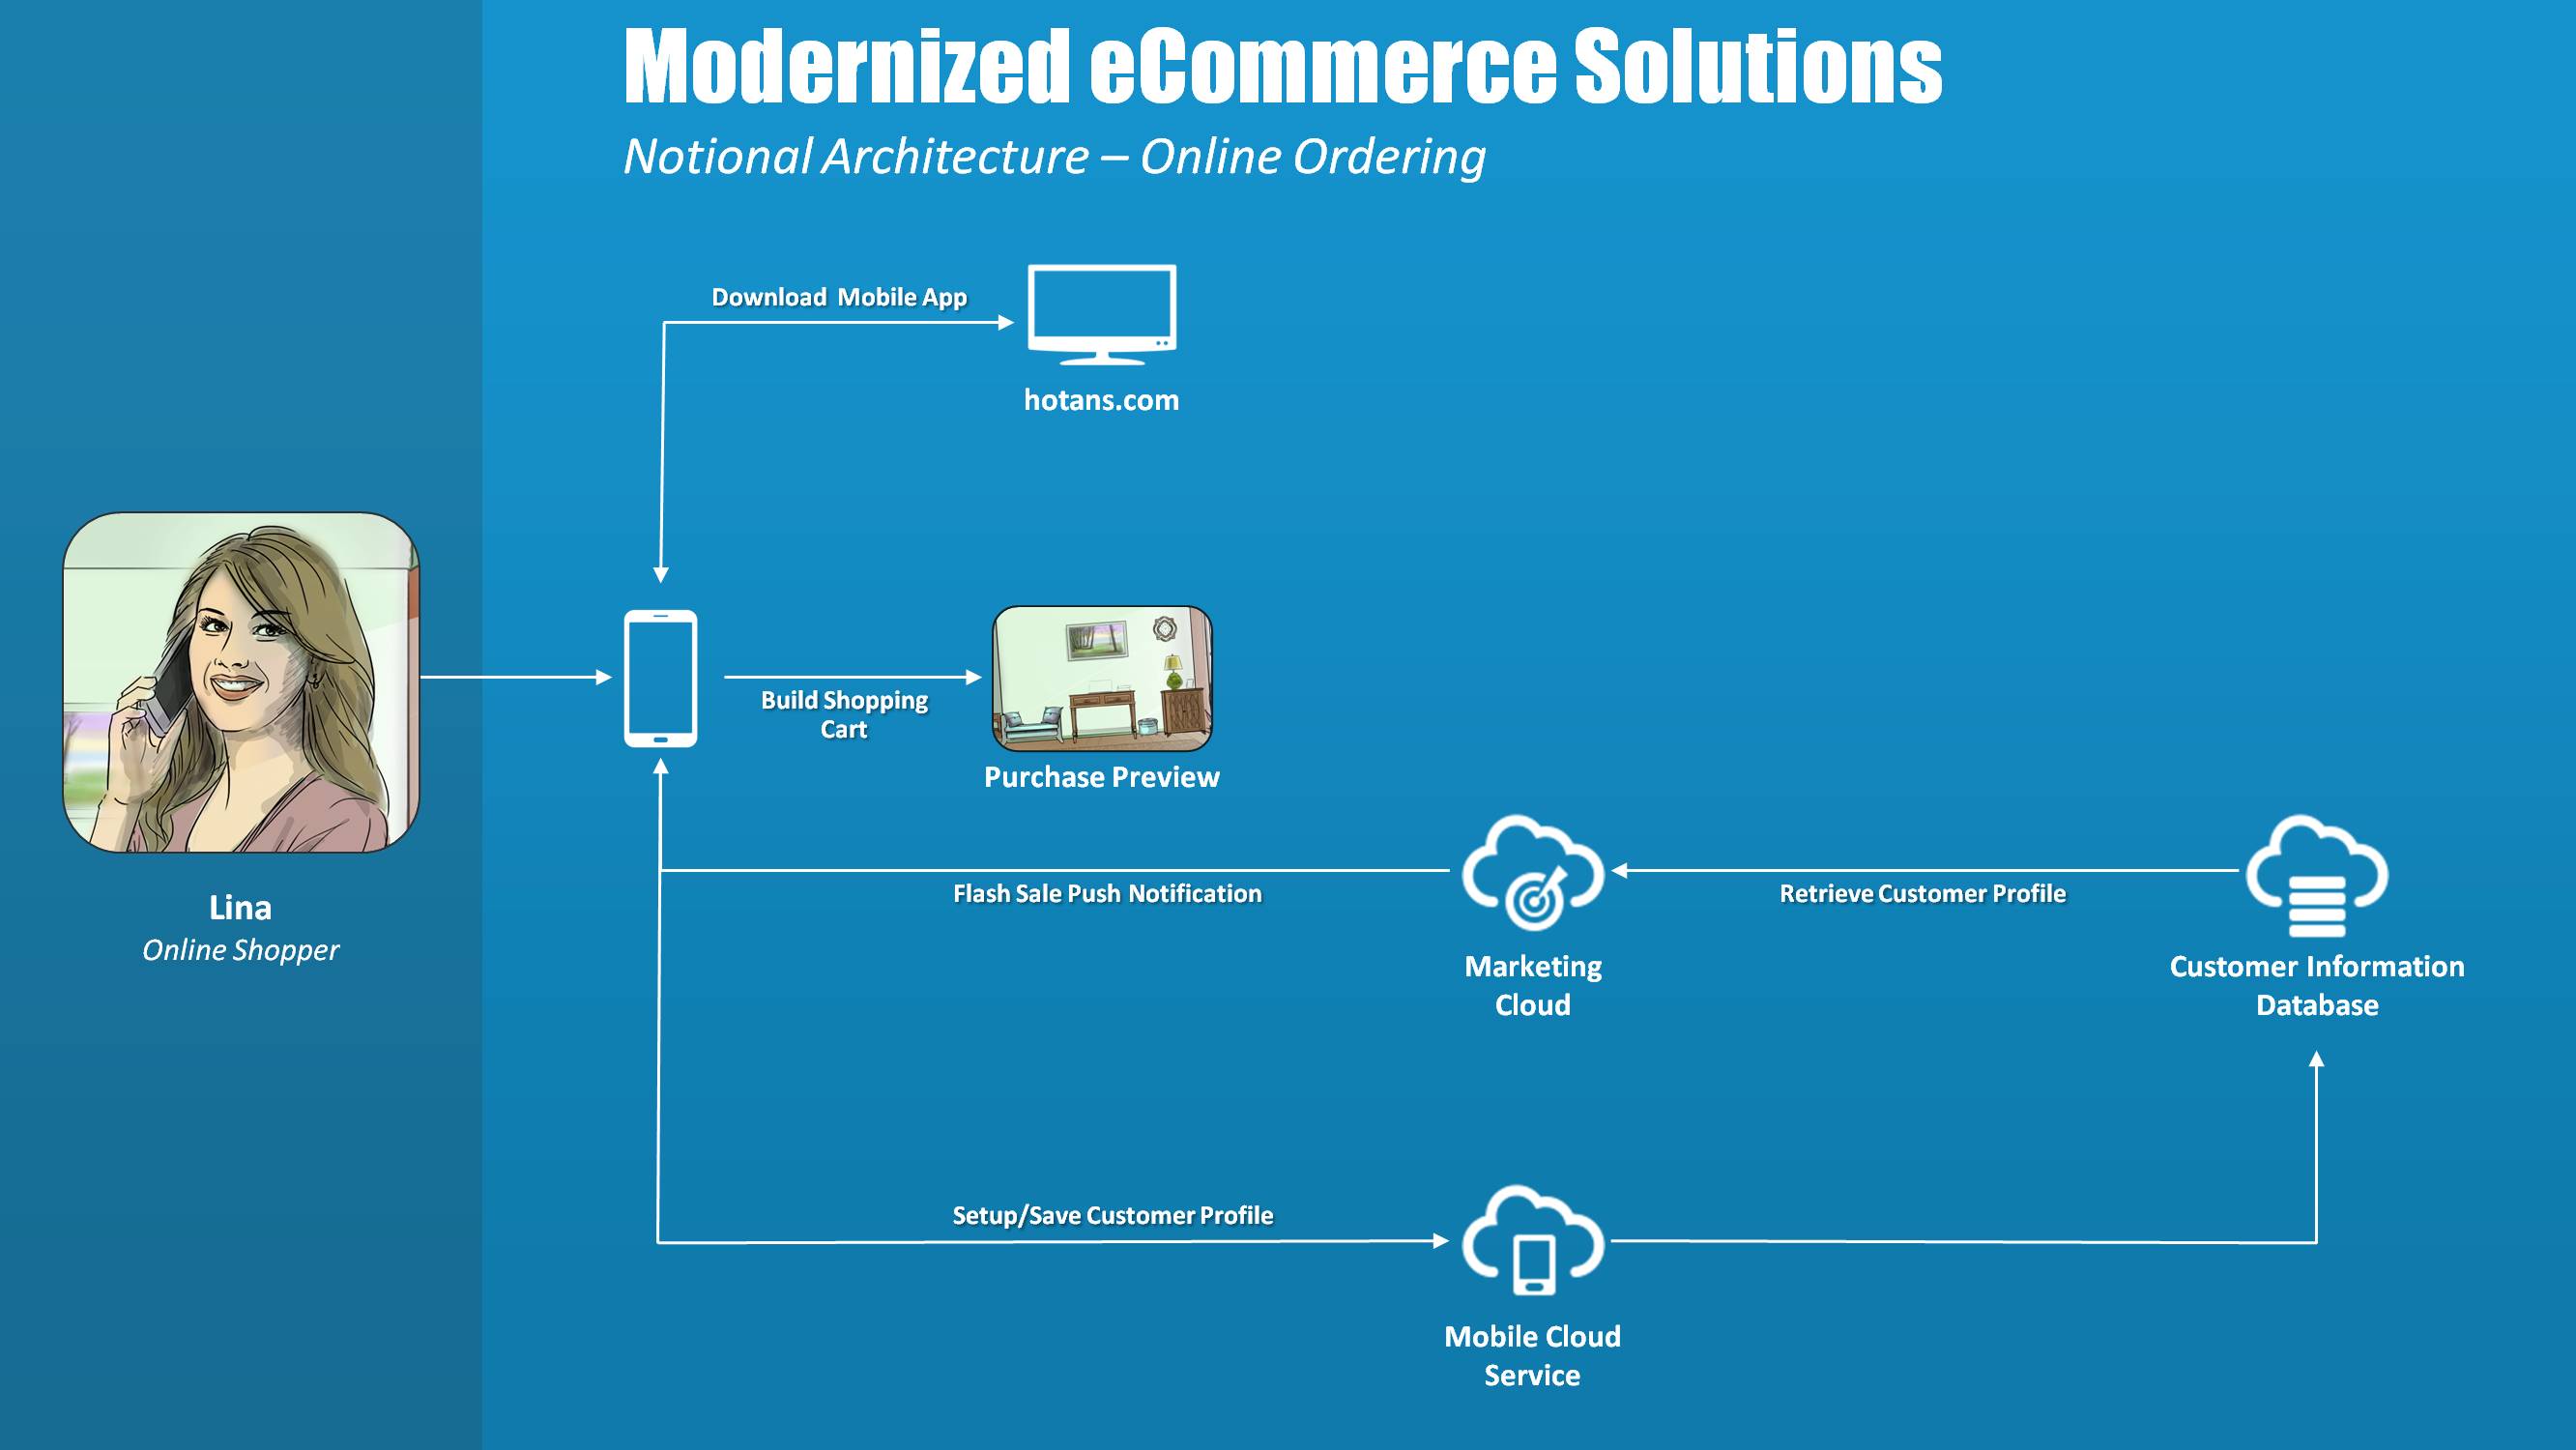 Modernized eCommerce Solutions
Notional Architecture – Online Ordering
Download Mobile App
hotans.com
Build Shopping
Cart
Purchase Preview
Lina
Online Shopper
Flash Sale Push Notification
Retrieve Customer Profile
Marketing
Cloud
Customer Information
Database
Setup/Save Customer Profile
Mobile Cloud
Service